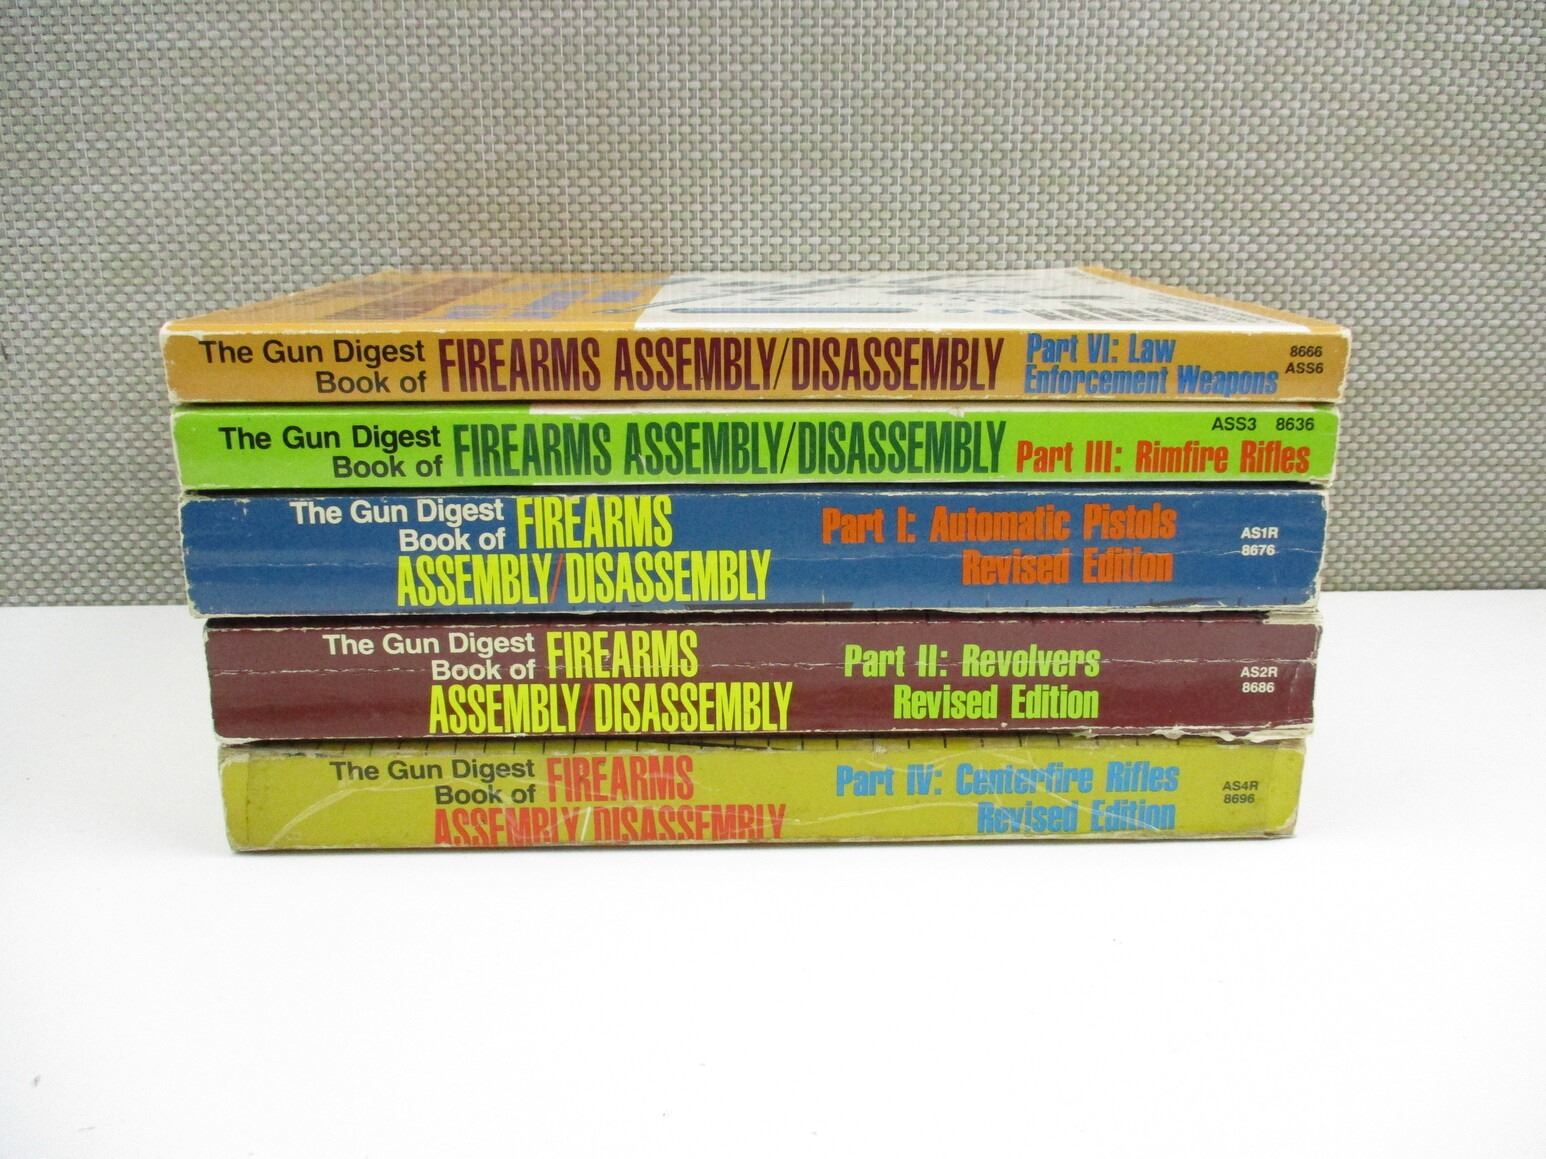 The Gun Digest
Book of FIREARMS ASSEMBLY/DISASSEMBLY
Part VI: Law
Enforcement Weapons
8666
ASS6
The Gun Digest
Book of FIREARMS ASSEMBLY/DISASSEMBLY
ASS3 8636
Part III: Rimfire Rifles
The Gun Digest
Book of FIREARMS
ASSEMBLY/DISASSEMBLY
Part I: Automatic Pistols
Revised Edition
AS1R
8676
The Gun Digest
Book of FIREARMS
ASSEMBLY/DISASSEMBLY
Part II: Revolvers
Revised Edition
AS2R
8686
The Gun Digest
Book of FIREARMS
ASSEMBLY/DISASSEMBLY
Part IV: Centerfire Rifles
Revised Edition
AS4R
8696